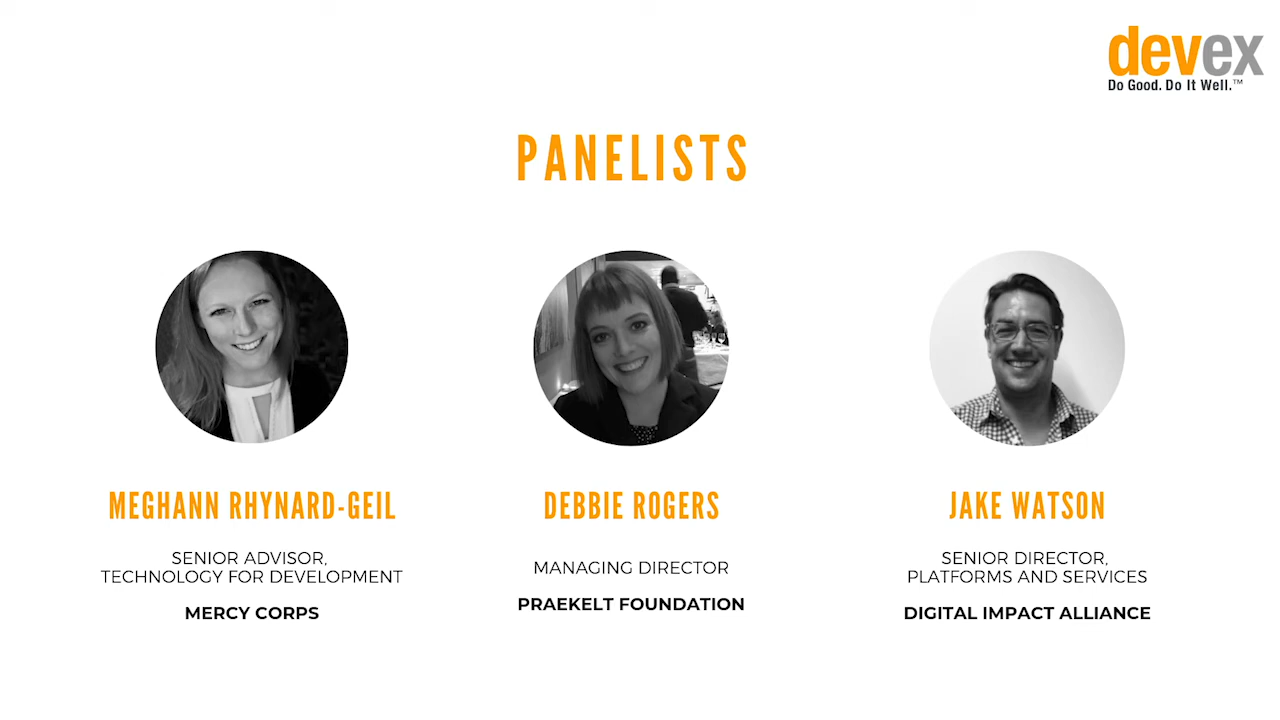 devex
Do Good. Do It Well.™
PANELISTS
MEGHANN RHYNARD-GEIL
SENIOR ADVISOR,
TECHNOLOGY FOR DEVELOPMENT
MERCY CORPS
DEBBIE ROGERS
MANAGING DIRECTOR
PRAEKELT FOUNDATION
JAKE WATSON
SENIOR DIRECTOR,
PLATFORMS AND SERVICES
DIGITAL IMPACT ALLIANCE